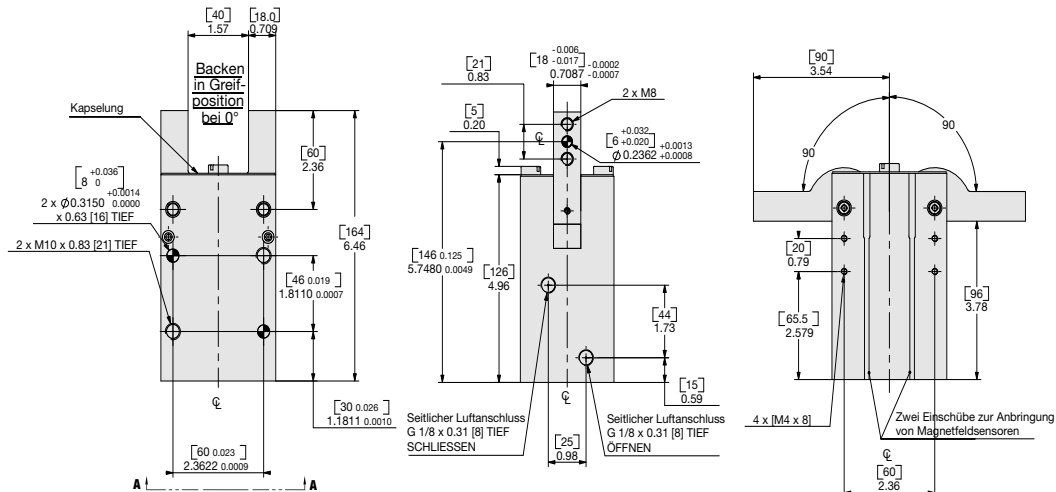 [40]
1.57
[18.0]
0.709
Backen
in Greif-
position
bei 0°
Kapselung
[60]
2.36
[8 +0.036 0]
2 x Ø0.3150 +0.0014 0.0000
x 0.63 [16] TIEF
2 x M10 x 0.83 [21] TIEF
[164]
6.46
[46 0.019]
1.8110 0.0007
[30 0.026]
1.1811 0.0010
℄
[60 0.023]
2.3622 0.0009
A
A
[21]
0.83
[18 -0.006 -0.017]
0.7087 -0.0002 -0.0007
2 x M8
[5]
0.20
℄
[6 +0.032 +0.020]
Ø 0.2362 +0.0013 +0.0008
[146 0.125]
5.7480 0.0049
[126]
4.96
[44]
1.73
[15]
0.59
Seitlicher Luftanschluss
G 1/8 x 0.31 [8] TIEF
SCHLIESSEN
℄
Seitlicher Luftanschluss
G 1/8 x 0.31 [8] TIEF
ÖFFNEN
[25]
0.98
[90]
3.54
90
90
[20]
0.79
[65.5]
2.579
[96]
3.78
4 x [M4 x 8]
Zwei Einschübe zur Anbringung
von Magnetfeldsensoren
℄
[60]
2.36